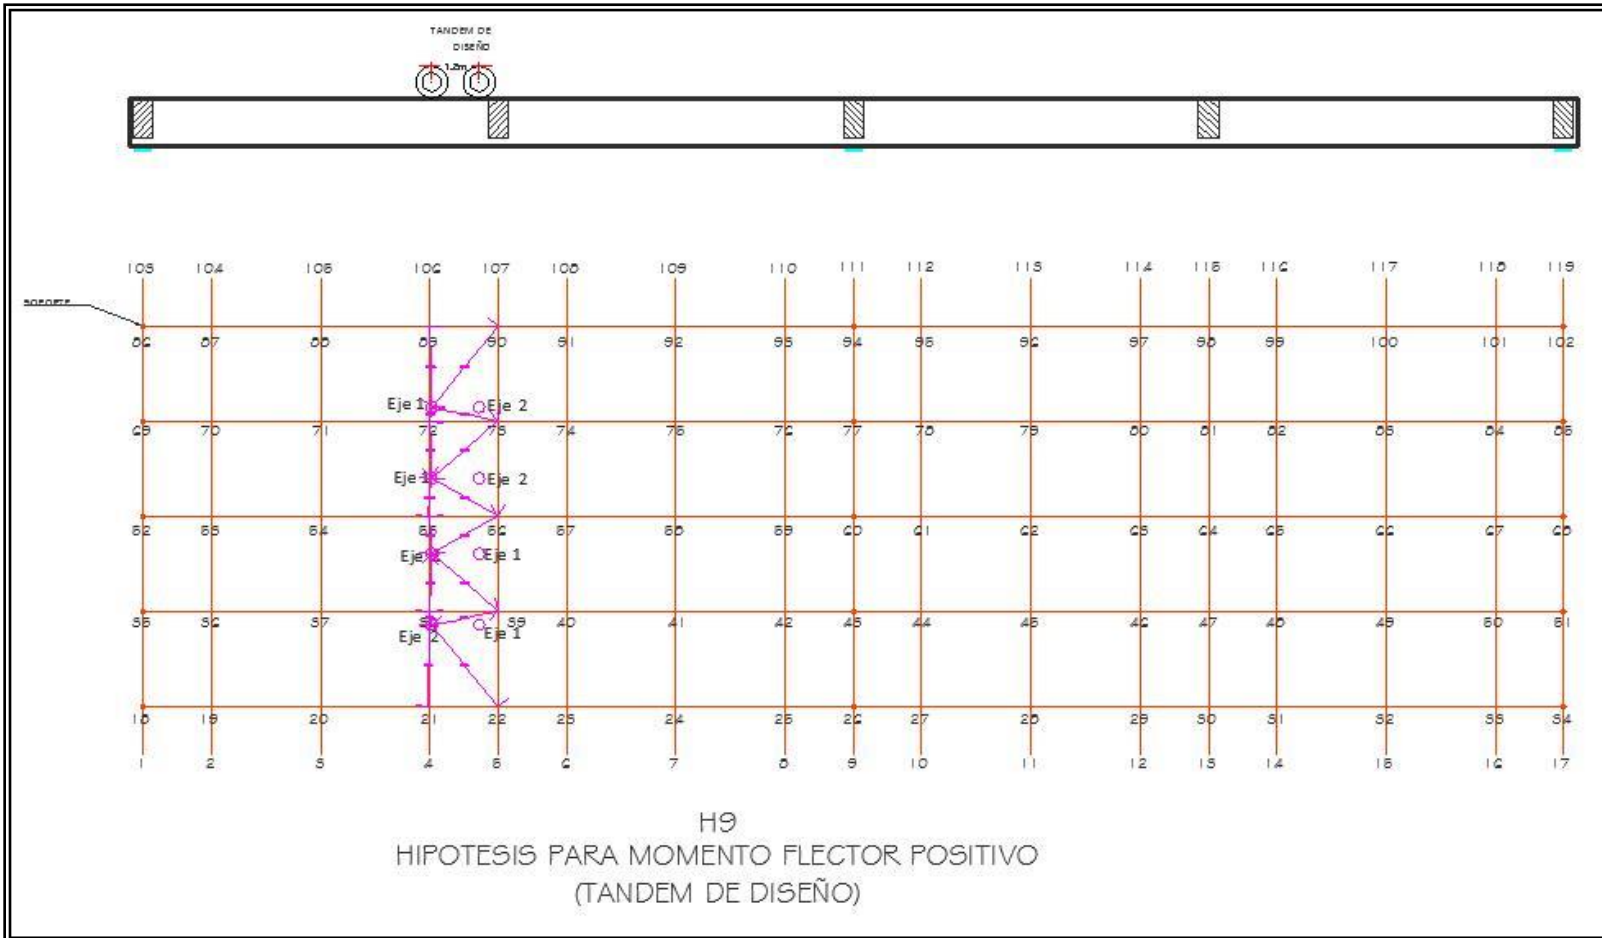 TANDEM DE
DISEÑO
1.2m
103 104 105 106 107 108 109 110 111 112 113 114 115 116 117 118 119
SOPORTE
86 87 88 89 90 91 92 93 94 95 96 97 98 99 100 101 102
Eje 1 Eje 2
69 70 71 72 73 74 75 76 77 78 79 80 81 82 83 84 85
Eje 1 Eje 2
52 53 54 55 56 57 58 59 60 61 62 63 64 65 66 67 68
Eje 2 Eje 1
35 36 37 38 39 40 41 42 43 44 45 46 47 48 49 50 51
Eje 2 Eje 1
18 19 20 21 22 23 24 25 26 27 28 29 30 31 32 33 34
1 2 3 4 5 6 7 8 9 10 11 12 13 14 15 16 17
H9
HIPOTESIS PARA MOMENTO FLECTOR POSITIVO
(TANDEM DE DISEÑO)